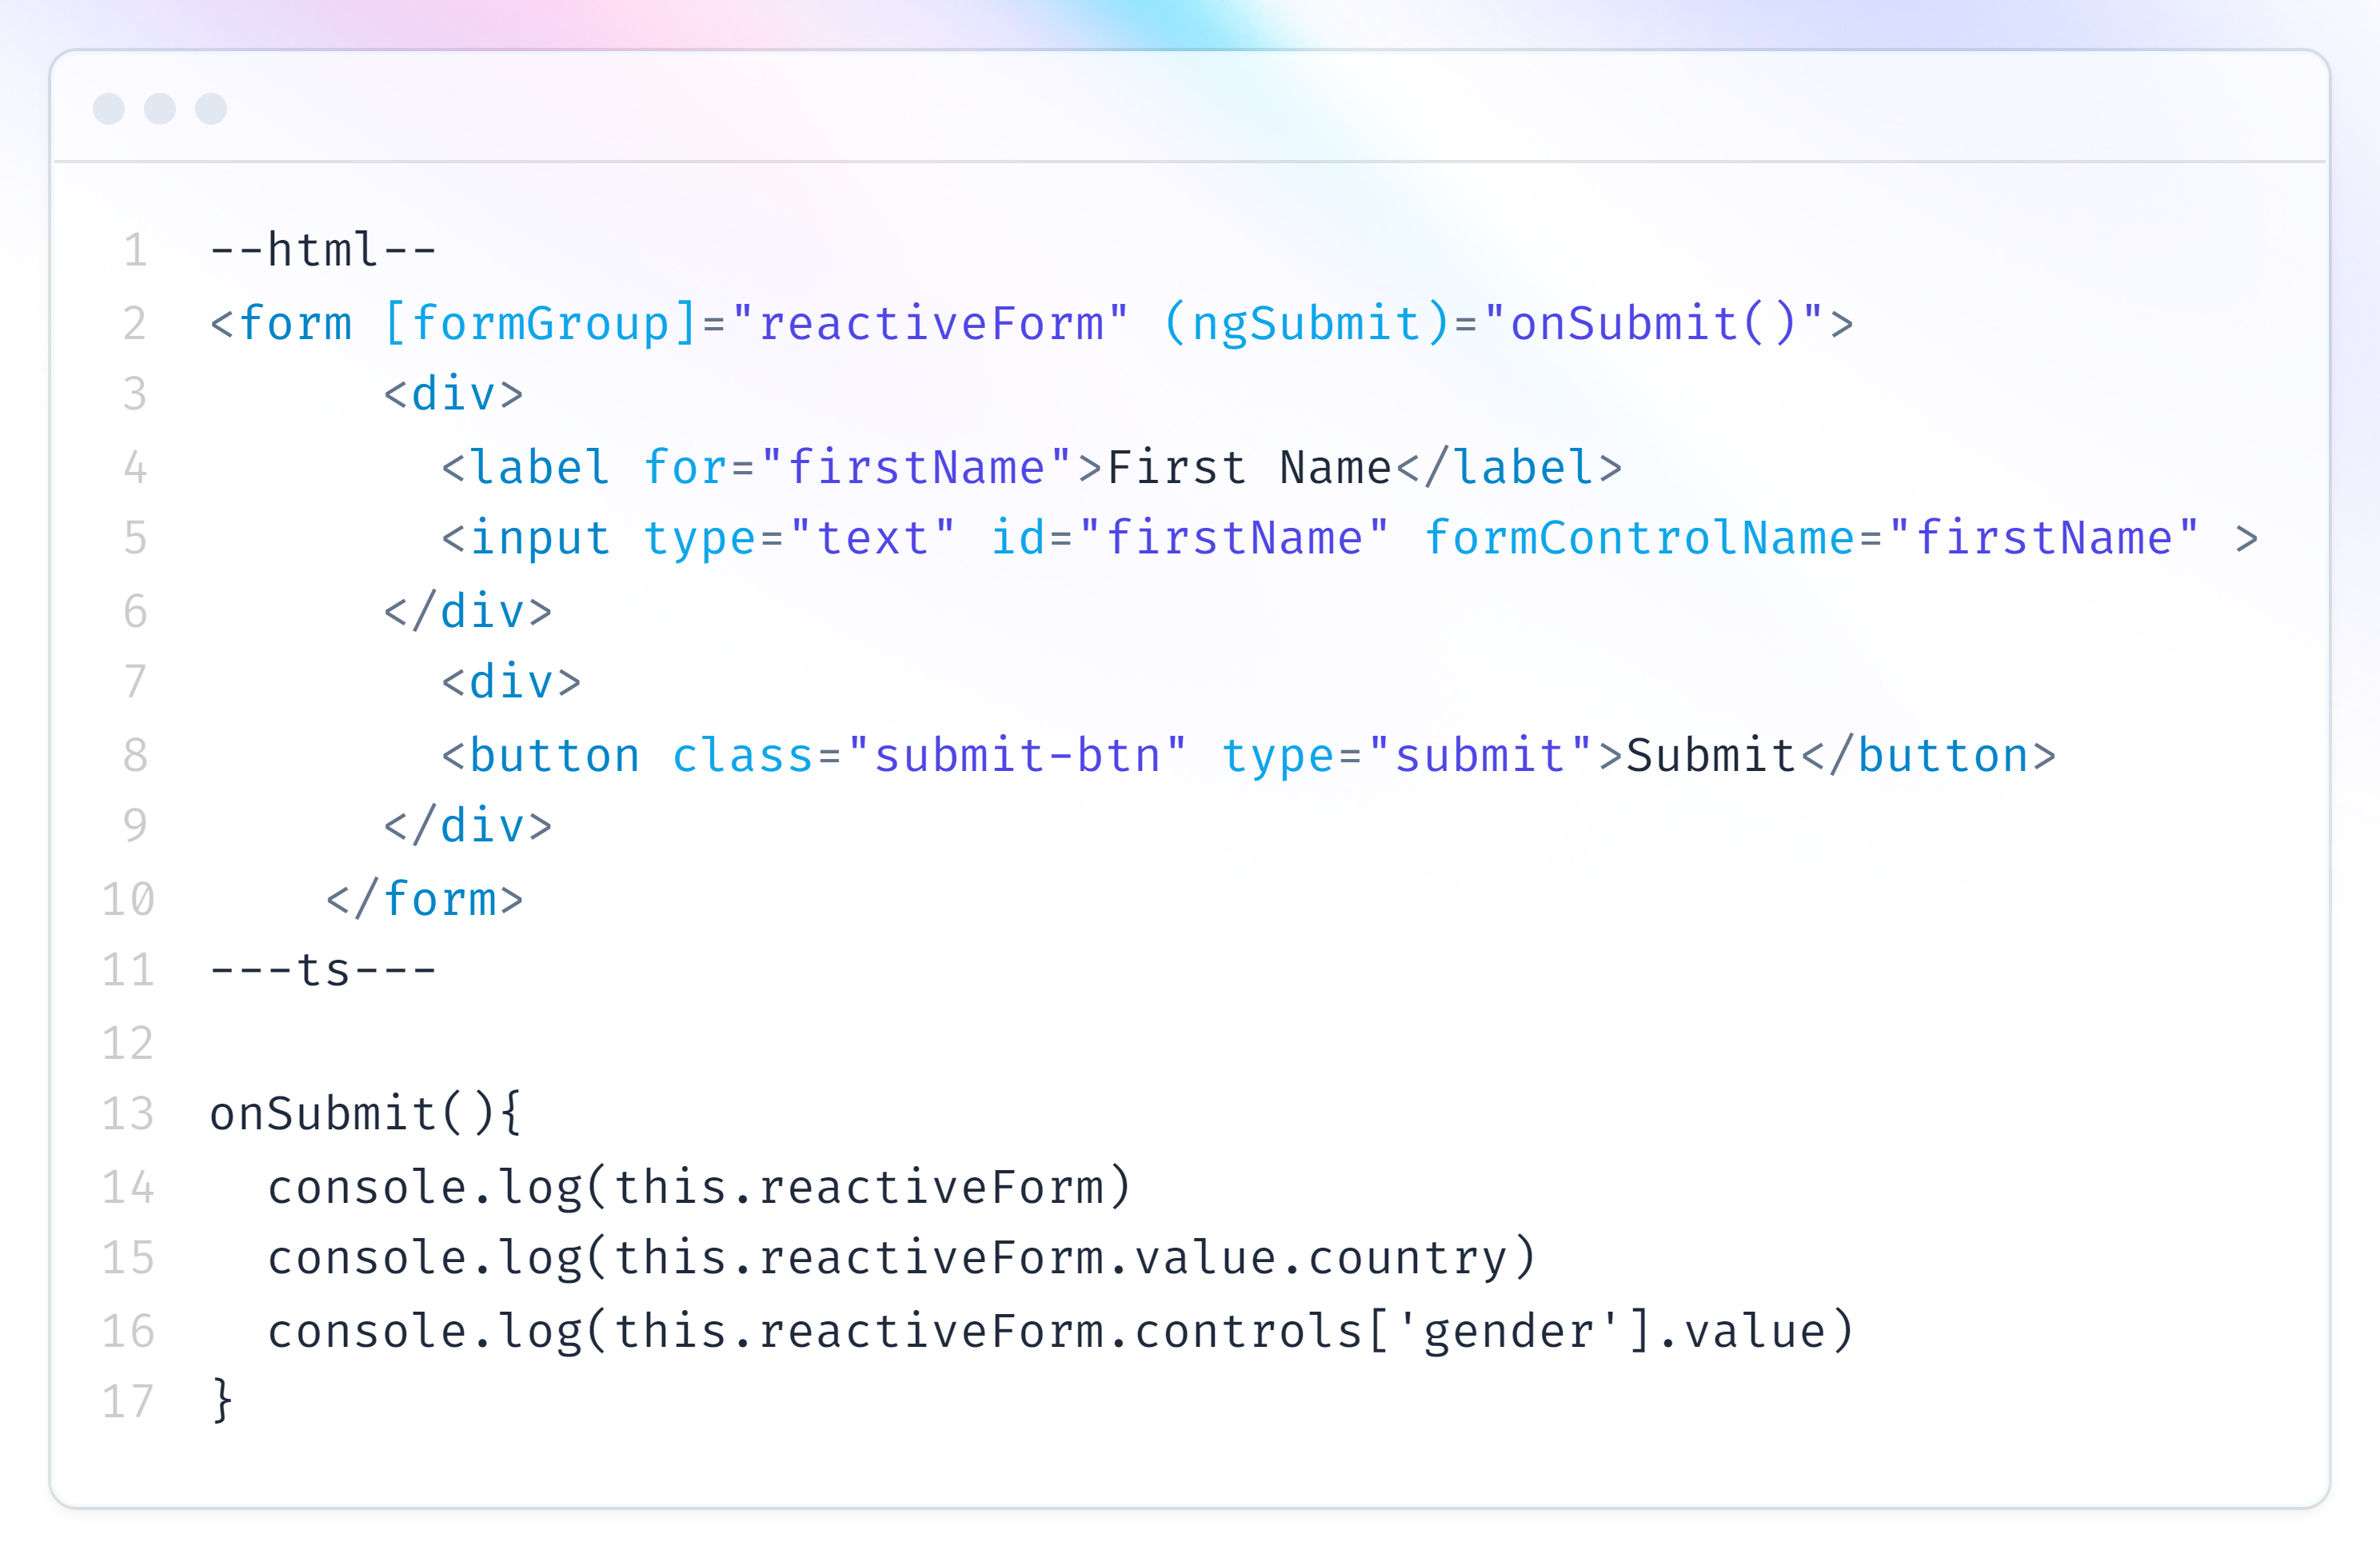 1 --html--
2 <form [formGroup]="reactiveForm" (ngSubmit)="onSubmit()">
3       <div>
4         <label for="firstName">First Name</label>
5         <input type="text" id="firstName" formControlName="firstName" >
6       </div>
7         <div>
8         <button class="submit-btn" type="submit">Submit</button>
9       </div>
10     </form>
11 ---ts---
12
13 onSubmit(){
14   console.log(this.reactiveForm)
15   console.log(this.reactiveForm.value.country)
16   console.log(this.reactiveForm.controls['gender'].value)
17 }